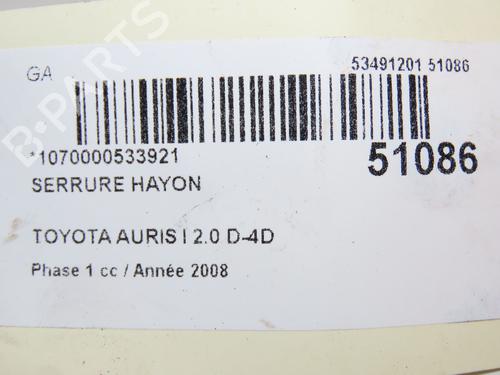 GA
53491201 51086
*1070000533921
51086
SERRURE HAYON
TOYOTA AURIS I 2.0 D-4D
Phase 1 cc / Année 2008
B-PARTS